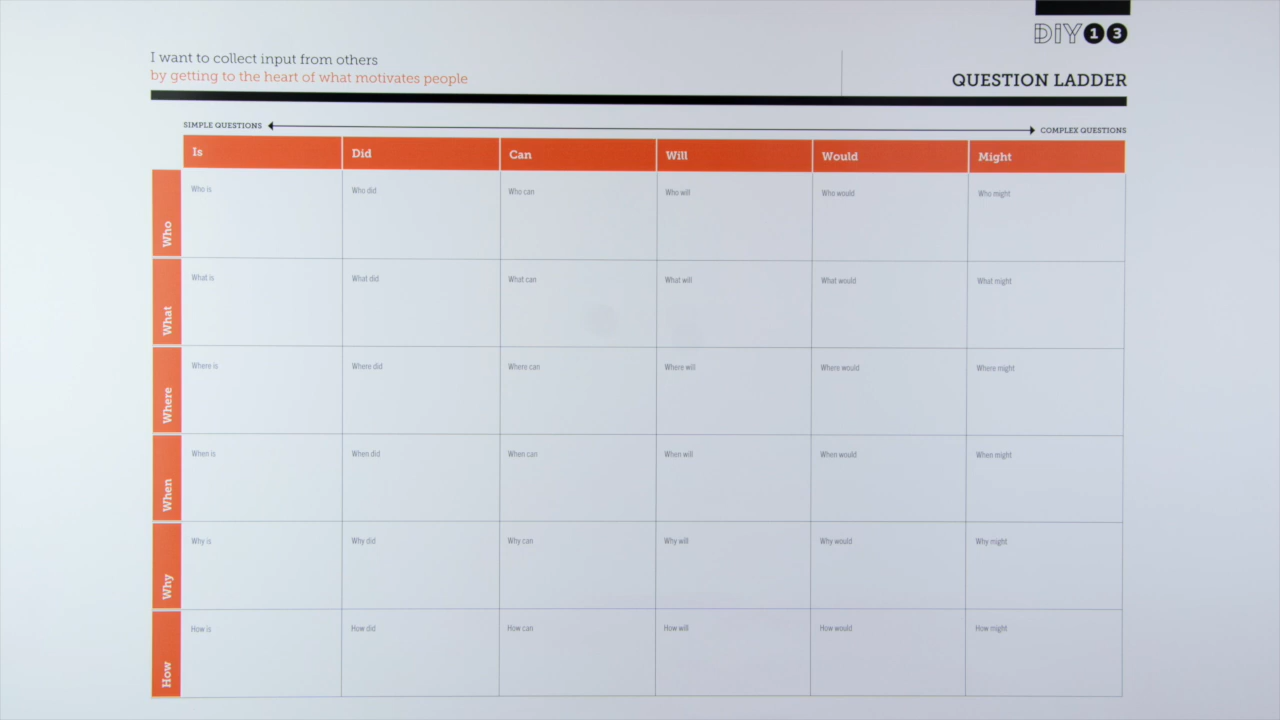 DIY13
I want to collect input from others
by getting to the heart of what motivates people
QUESTION LADDER
SIMPLE QUESTIONS
COMPLEX QUESTIONS
Is Did Can Will Would Might
Who
Who is Who did Who can Who will Who would Who might
What
What is What did What can What will What would What might
Where
Where is Where did Where can Where will Where would Where might
When
When is When did When can When will When would When might
Why
Why is Why did Why can Why will Why would Why might
How
How is How did How can How will How would How might